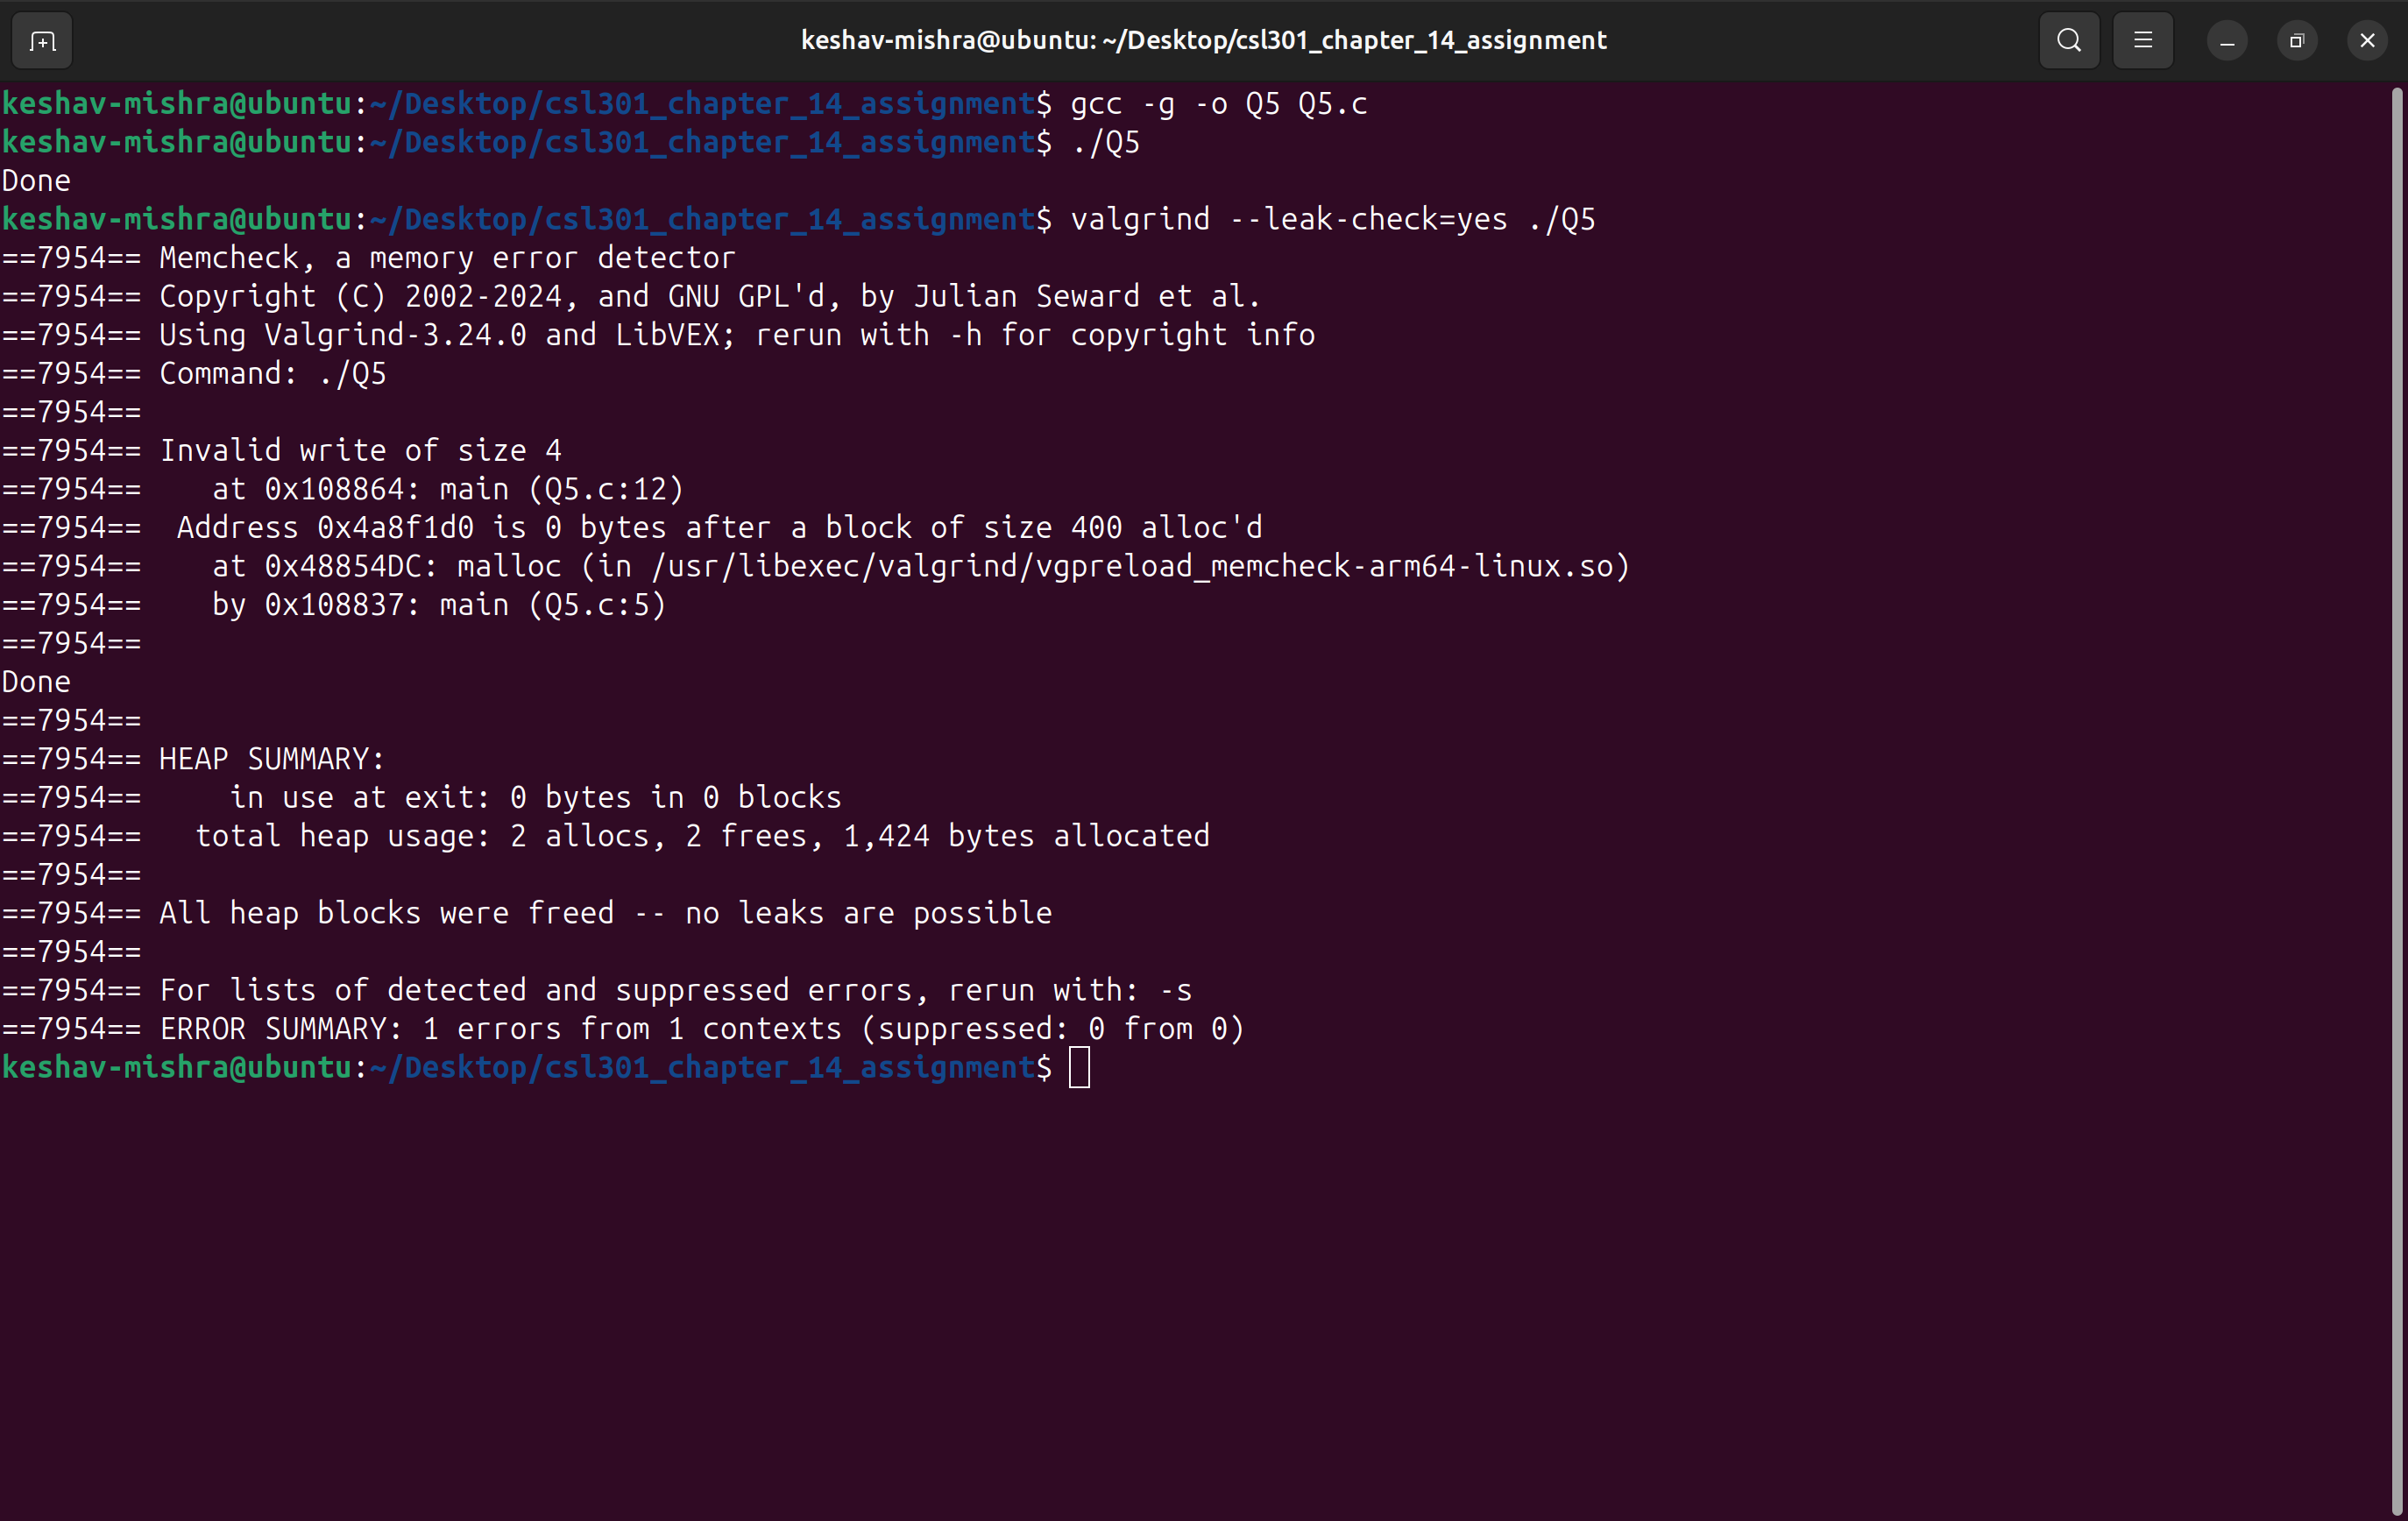 keshav-mishra@ubuntu: ~/Desktop/csl301_chapter_14_assignment
keshav-mishra@ubuntu:~/Desktop/csl301_chapter_14_assignment$ gcc -g -o Q5 Q5.c
keshav-mishra@ubuntu:~/Desktop/csl301_chapter_14_assignment$ ./Q5
Done
keshav-mishra@ubuntu:~/Desktop/csl301_chapter_14_assignment$ valgrind --leak-check=yes ./Q5
==7954== Memcheck, a memory error detector
==7954== Copyright (C) 2002-2024, and GNU GPL'd, by Julian Seward et al.
==7954== Using Valgrind-3.24.0 and LibVEX; rerun with -h for copyright info
==7954== Command: ./Q5
==7954==
==7954== Invalid write of size 4
==7954==    at 0x108864: main (Q5.c:12)
==7954==  Address 0x4a8f1d0 is 0 bytes after a block of size 400 alloc'd
==7954==    at 0x48854DC: malloc (in /usr/libexec/valgrind/vgpreload_memcheck-arm64-linux.so)
==7954==    by 0x108837: main (Q5.c:5)
==7954==
Done
==7954==
==7954== HEAP SUMMARY:
==7954==     in use at exit: 0 bytes in 0 blocks
==7954==   total heap usage: 2 allocs, 2 frees, 1,424 bytes allocated
==7954==
==7954== All heap blocks were freed -- no leaks are possible
==7954==
==7954== For lists of detected and suppressed errors, rerun with: -s
==7954== ERROR SUMMARY: 1 errors from 1 contexts (suppressed: 0 from 0)
keshav-mishra@ubuntu:~/Desktop/csl301_chapter_14_assignment$